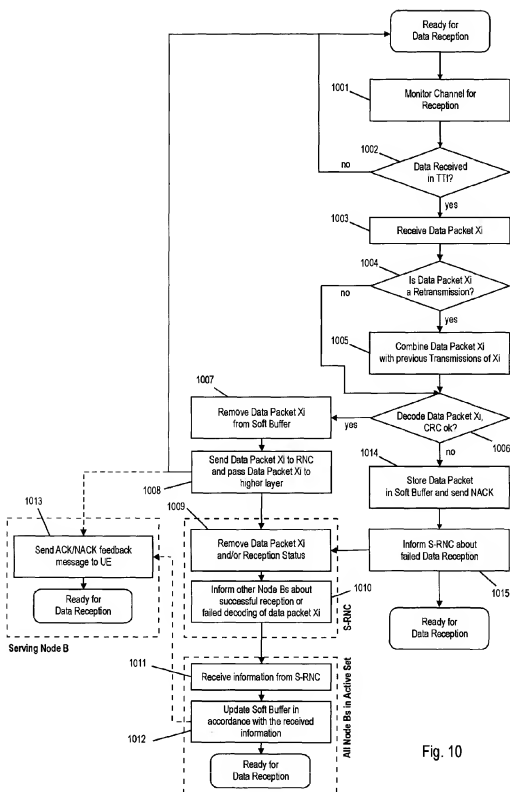 Ready for
Data Reception
1001
Monitor Channel for
Reception
1002
Data Received
in TTI?
no
yes
1003
Receive Data Packet Xi
1004
Is Data Packet Xi
a Retransmission?
no
yes
1005
Combine Data Packet Xi
with previous Transmissions of Xi
1007
Remove Data Packet Xi
from Soft Buffer
yes
Decode Data Packet Xi,
CRC ok?
1006
no
1008
Send Data Packet Xi to RNC
and pass Data Packet Xi to
higher layer
1014
Store Data Packet
in Soft Buffer and send NACK
1013
Send ACK/NACK feedback
message to UE
Ready for
Data Reception
Serving Node B
1009
Remove Data Packet Xi
and/or Reception Status
Inform S-RNC about
failed Data Reception
1015
Inform other Node Bs about
successful reception or
failed decoding of data packet Xi
1010
S-RNC
Ready for
Data Reception
1011
Receive information from S-RNC
1012
Update Soft Buffer in
accordance with the received
information
Ready for
Data Reception
All Node Bs in Active Set
Fig. 10